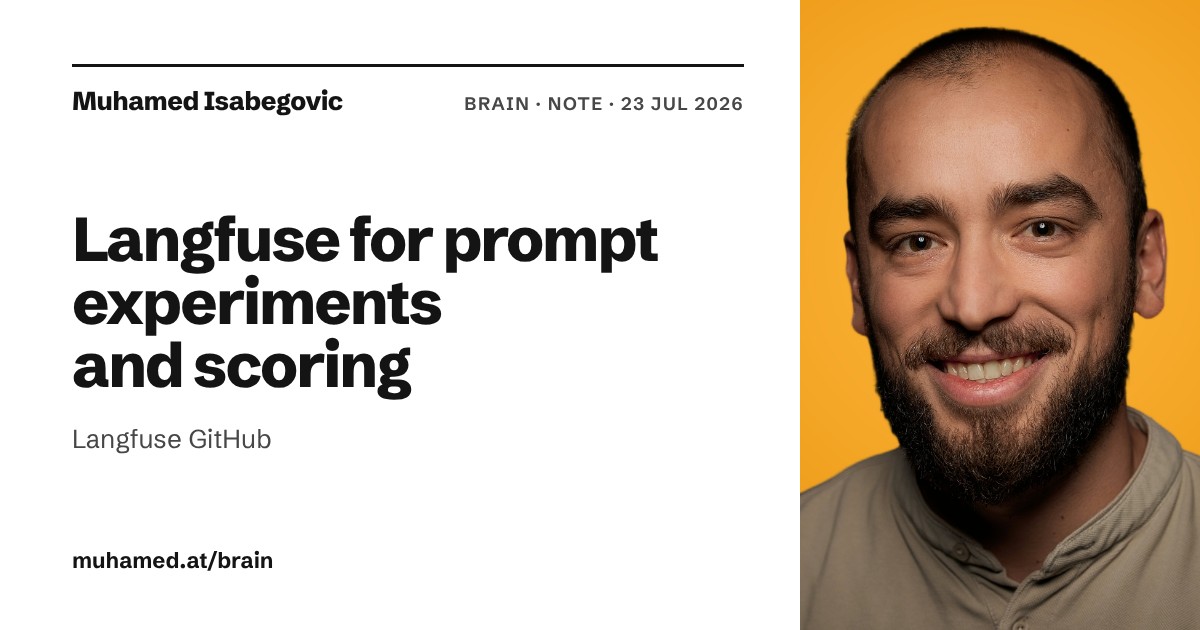 Muhamed Isabegovic
BRAIN · NOTE · 23 JUL 2026
Langfuse for prompt
experiments
and scoring
Langfuse GitHub
muhamed.at/brain